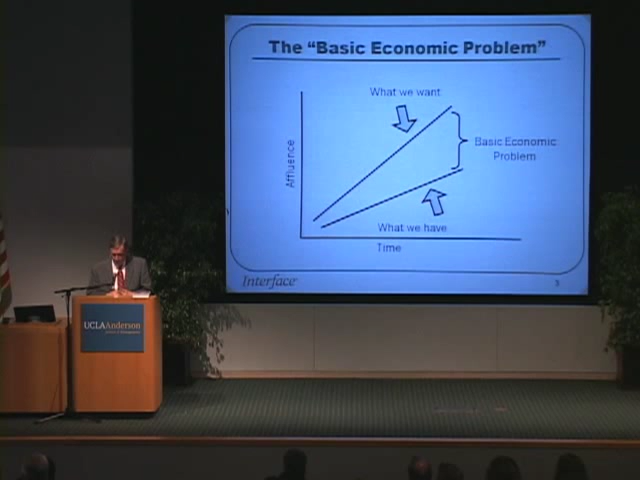 The "Basic Economic Problem"
What we want
Basic Economic
Problem
Affluence
What we have
Time
Interface
3
UCLAAnderson